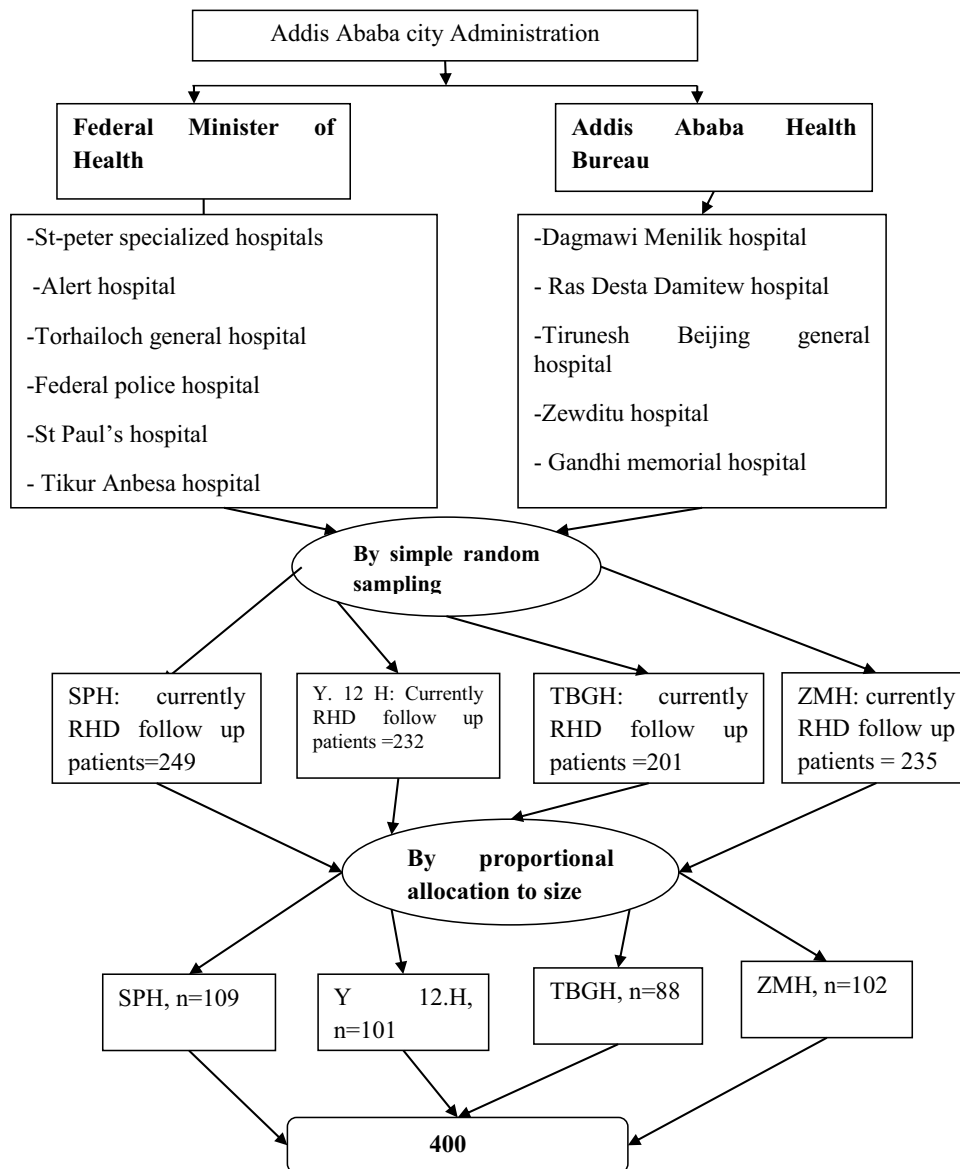 Addis Ababa city Administration
Federal Minister of
Health
Addis Ababa Health
Bureau
-St-peter specialized hospitals
-Alert hospital
-Torhailoch general hospital
-Federal police hospital
-St Paul’s hospital
- Tikur Anbesa hospital
-Dagmawi Menilik hospital
- Ras Desta Damitew hospital
-Tirunesh Beijing general
hospital
-Zewditu hospital
- Gandhi memorial hospital
By simple random
sampling
SPH: currently
RHD follow up
patients=249
Y. 12 H: Currently
RHD follow up
patients =232
TBGH: currently
RHD follow up
patients =201
ZMH: currently
RHD follow up
patients = 235
By proportional
allocation to size
SPH, n=109
Y 12.H,
n=101
TBGH, n=88
ZMH, n=102
400